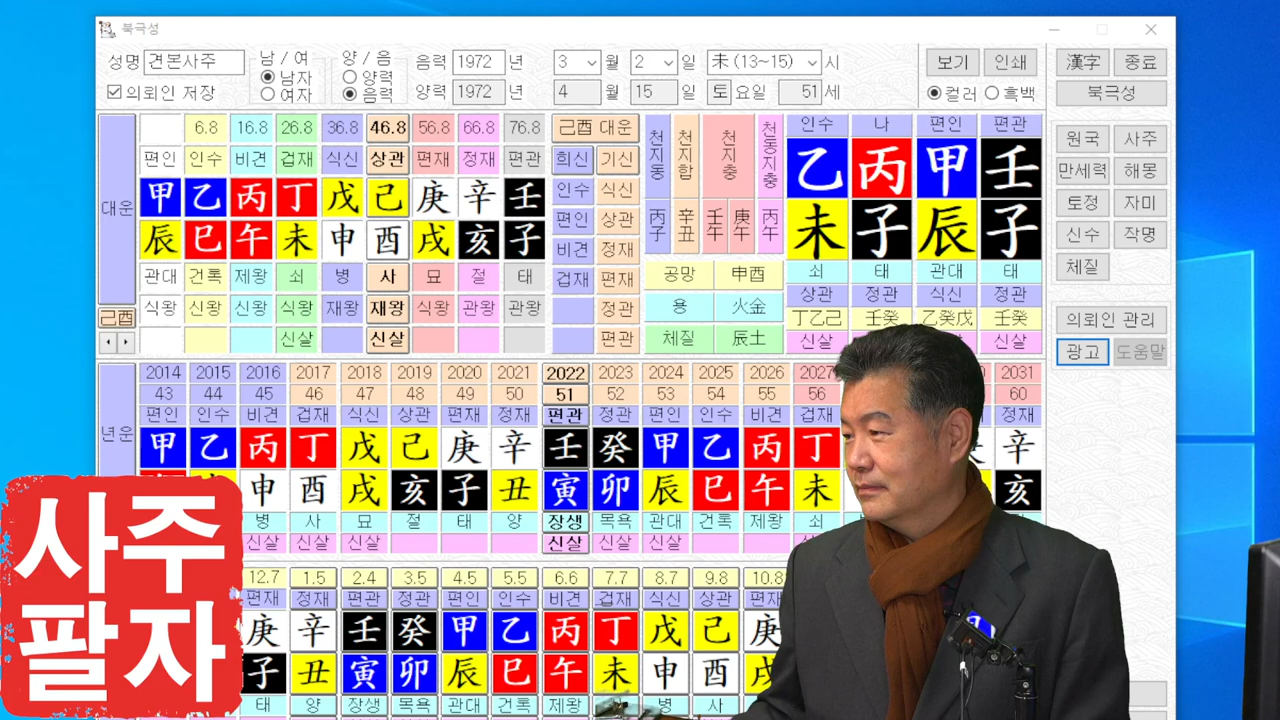 북극성
성명 견본사주 남 / 여 양 / 음 음력 1972 년 3 월 2 일 未 (13~15) 시 보기 인쇄 漢字 종료
남자 양력
의뢰인 저장 여자 음력 양력 1972 년 4 월 15 일 토 요일 51 세 컬러 흑백 북극성
6.8 16.8 26.8 36.8 46.8 56.8 66.8 76.8 己酉 대운
편인 인수 비견 겁재 식신 상관 편재 정재 편관 희신 기신
대운
甲 乙 丙 丁 戊 己 庚 辛 壬
辰 巳 午 未 申 酉 戌 亥 子
관대 건록 제왕 쇠 병 사 묘 절 태
己酉 식왕 신왕 신왕 식왕 재왕 재왕 식왕 관왕 관왕
신살 신살
인수 식신
편인 상관
비견 정재
겁재 편재
정관
편관
천지동 천지합 천지충 천동지충
丙子 辛丑 壬午 庚午 丙午
공망 申酉
용 火金
체질 辰土
인수 나 편인 편관
乙 丙 甲 壬
未 子 辰 子
쇠 태 관대 태
상관 정관 식신 정관
丁乙己 壬癸 乙癸戊 壬癸
신살 신살
원국 사주
만세력 해몽
토정 자미
신수 작명
체질
의뢰인 관리
광고 도움말
년운
2014 2015 2016 2017 2018 2019 2020 2021 2022 2023 2024 2025 2026 2027 2031
43 44 45 46 47 48 49 50 51 52 53 54 55 56 60
편인 인수 비견 겁재 식신 상관 편재 정재 편관 정관 편인 인수 비견 겁재 정재
甲 乙 丙 丁 戊 己 庚 辛 壬 癸 甲 乙 丙 丁 辛
申 酉 戌 亥 子 丑 寅 卯 辰 巳 午 未 亥
병 사 묘 절 태 양 장생 목욕 관대 건록 제왕 쇠
신살 신살 신살 신살 신살 신살
12.7 1.5 2.4 3.5 4.5 5.5 6.6 7.7 8.7 9.8 10.8
편재 정재 편관 정관 편인 인수 비견 겁재 식신 상관 편재
庚 辛 壬 癸 甲 乙 丙 丁 戊 己 庚
子 丑 寅 卯 辰 巳 午 未 申 酉 戌
태 양 장생 목욕 관대 건록 제왕 병 사
사주
팔자